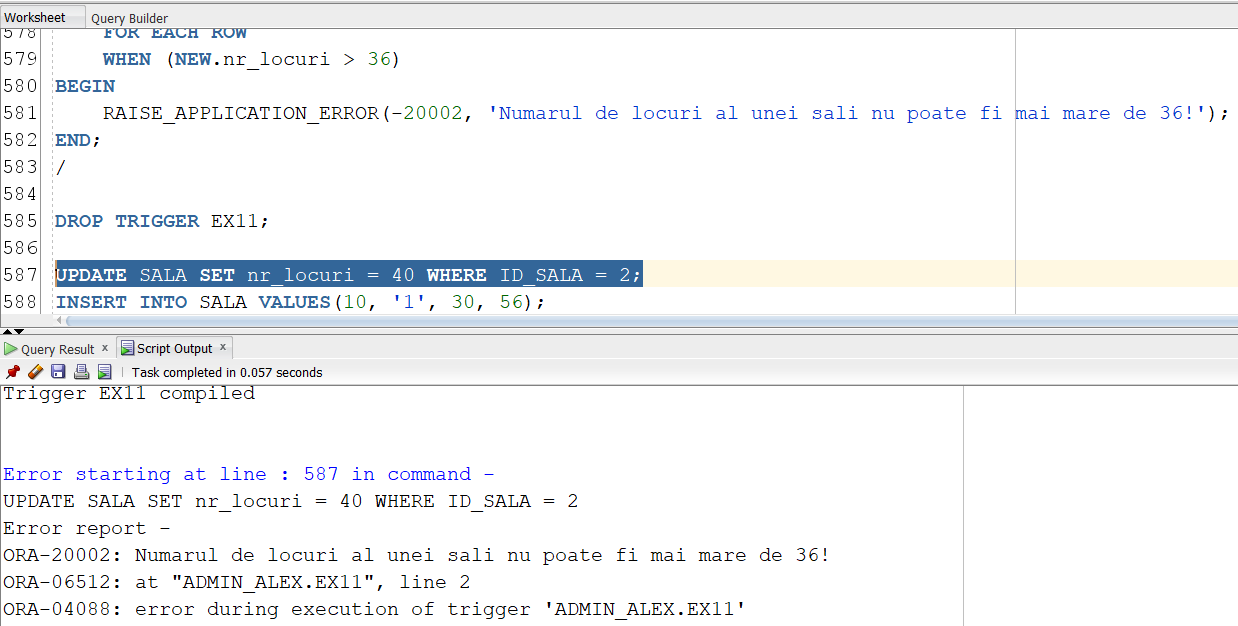 Worksheet Query Builder
578 FOR EACH ROW
579 WHEN (NEW.nr_locuri > 36)
580 BEGIN
581 RAISE_APPLICATION_ERROR(-20002, 'Numarul de locuri al unei sali nu poate fi mai mare de 36!');
582 END;
583 /
584
585 DROP TRIGGER EX11;
586
587 UPDATE SALA SET nr_locuri = 40 WHERE ID_SALA = 2;
588 INSERT INTO SALA VALUES(10, '1', 30, 56);
Query Result x Script Output x
Task completed in 0.057 seconds
Trigger EX11 compiled
Error starting at line : 587 in command -
UPDATE SALA SET nr_locuri = 40 WHERE ID_SALA = 2
Error report -
ORA-20002: Numarul de locuri al unei sali nu poate fi mai mare de 36!
ORA-06512: at "ADMIN_ALEX.EX11", line 2
ORA-04088: error during execution of trigger 'ADMIN_ALEX.EX11'